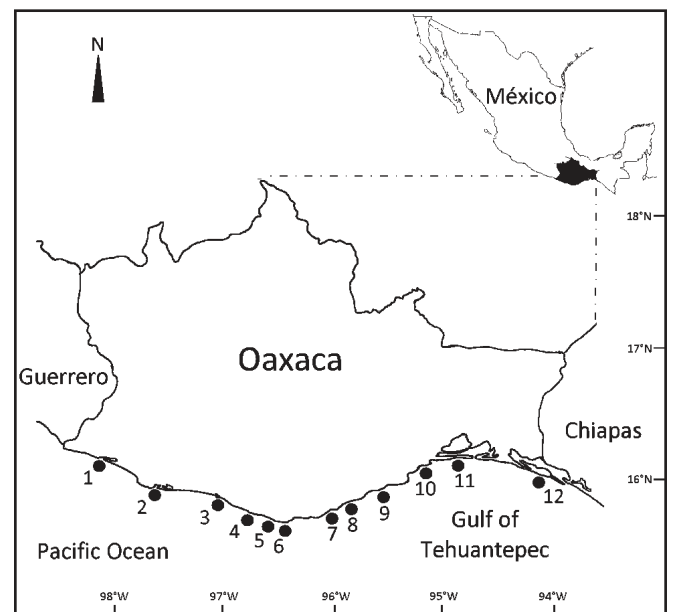 N
México
18°N
17°N
Oaxaca
Guerrero
Chiapas
16°N
1
2
3
4
5
6
7
8
9
10
11
12
Gulf of
Tehuantepec
Pacific Ocean
98°W
97°W
96°W
95°W
94°W